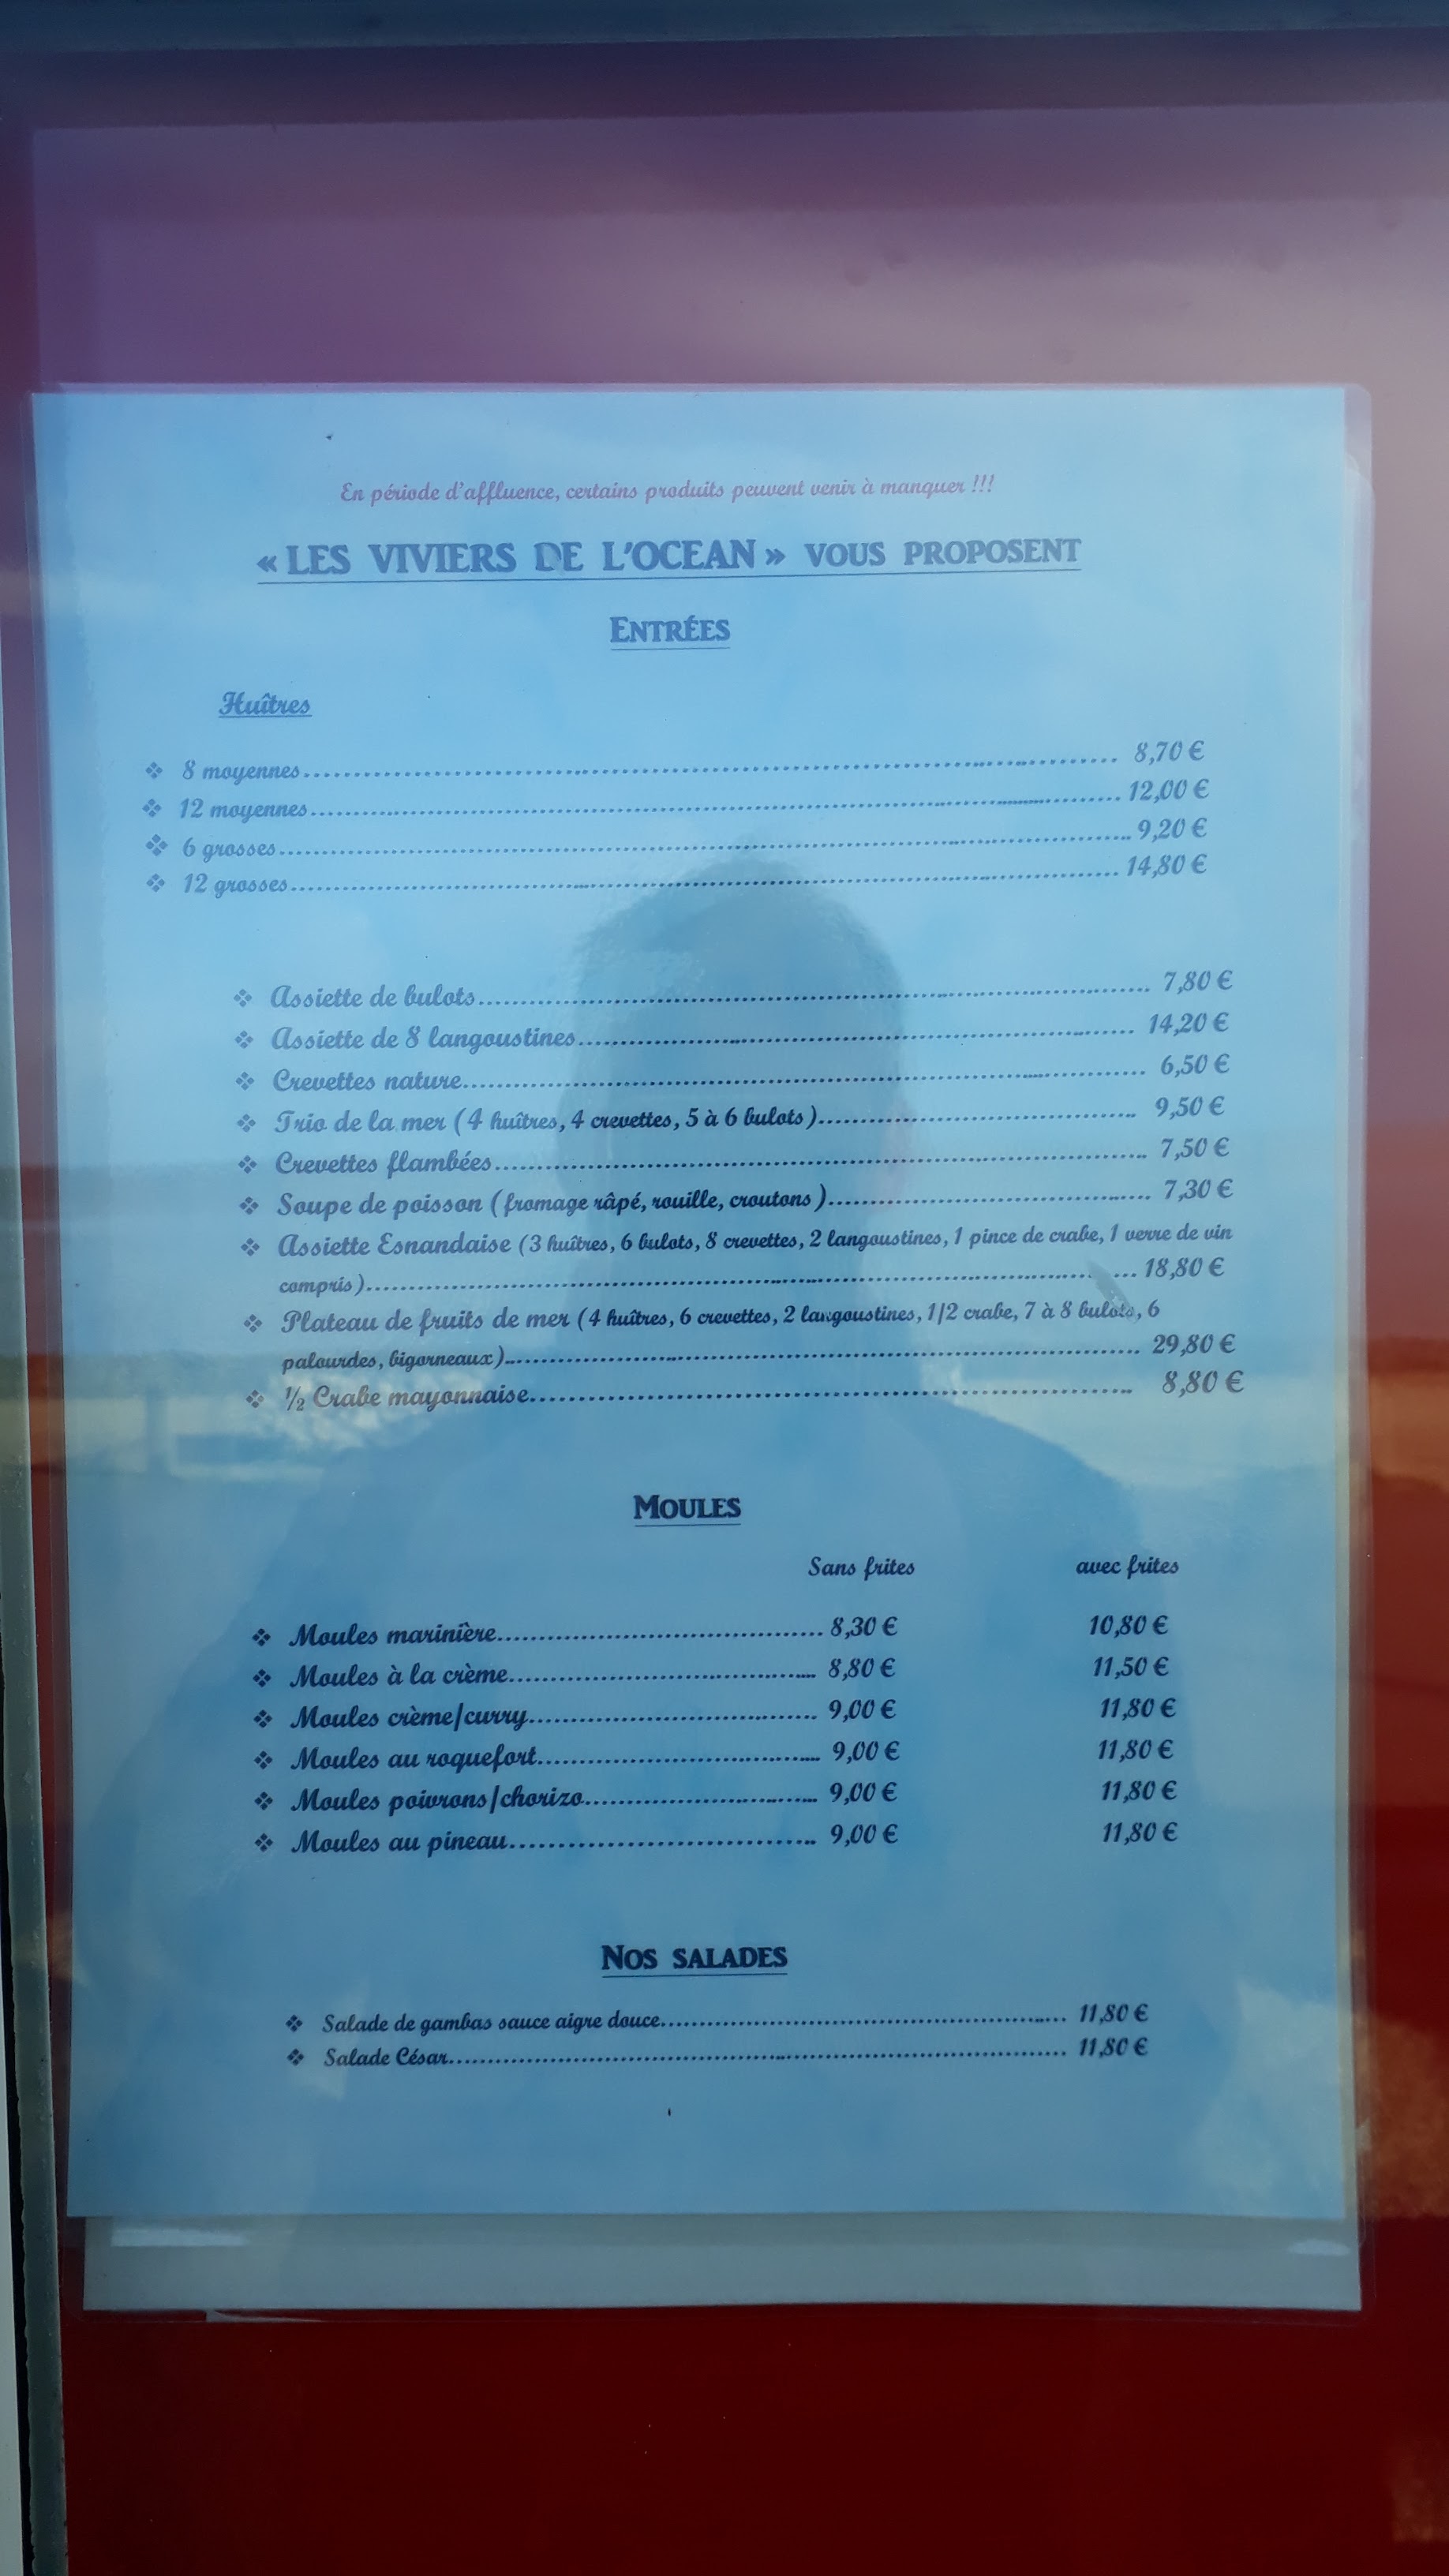 En période d'affluence, certains produits peuvent venir à manquer !!!
« LES VIVIERS DE L'OCEAN » VOUS PROPOSENT
ENTRÉES
Huîtres
❖ 8 moyennes........ 8,70 €
❖ 12 moyennes........ 12,00 €
❖ 6 grosses........ 9,20 €
❖ 12 grosses........ 14,80 €
❖ Assiette de bulots........ 7,80 €
❖ Assiette de 8 langoustines........ 14,20 €
❖ Crevettes nature........ 6,50 €
❖ Trio de la mer (4 huîtres, 4 crevettes, 5 à 6 bulots)........ 9,50 €
❖ Crevettes flambées........ 7,50 €
❖ Soupe de poisson (fromage râpé, rouille, croutons)........ 7,30 €
❖ Assiette Esnandaise (3 huîtres, 6 bulots, 8 crevettes, 2 langoustines, 1 pince de crabe, 1 verre de vin
compris)........ 18,80 €
❖ Plateau de fruits de mer (4 huîtres, 6 crevettes, 2 langoustines, 1/2 crabe, 7 à 8 bulots, 6
palourdes, bigorneaux)........ 29,80 €
❖ ½ Crabe mayonnaise........ 8,80 €
MOULES
Sans frites avec frites
❖ Moules marinière........ 8,30 € 10,80 €
❖ Moules à la crème........ 8,80 € 11,50 €
❖ Moules crème/curry........ 9,00 € 11,80 €
❖ Moules au roquefort........ 9,00 € 11,80 €
❖ Moules poivrons/chorizo........ 9,00 € 11,80 €
❖ Moules au pineau........ 9,00 € 11,80 €
NOS SALADES
❖ Salade de gambas sauce aigre douce........ 11,80 €
❖ Salade César........ 11,80 €